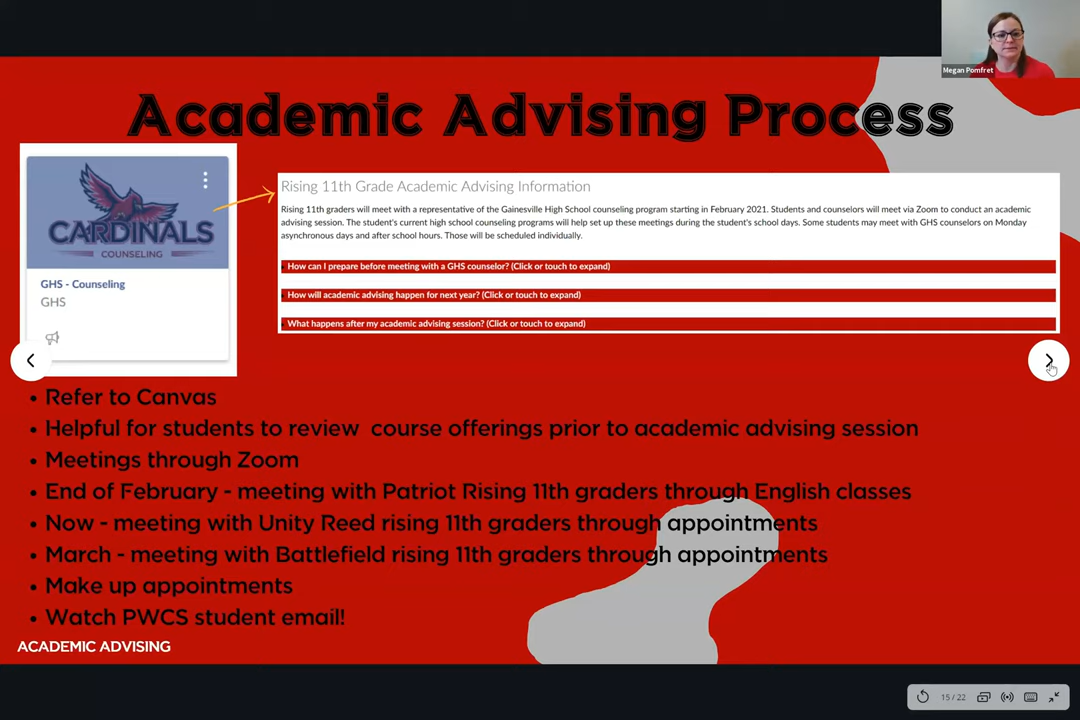 Megan Pomfret
Academic Advising Process
CARDINALS
COUNSELING
GHS - Counseling
GHS
Rising 11th Grade Academic Advising Information
Rising 11th graders will meet with a representative of the Gainesville High School counseling program starting in February 2021. Students and counselors will meet via Zoom to conduct an academic
advising session. The student's current high school counseling programs will help set up these meetings during the student's school days. Some students may meet with GHS counselors on Monday
asynchronous days and after school hours. Those will be scheduled individually.
How can I prepare before meeting with a GHS counselor? (Click or touch to expand)
How will academic advising happen for next year? (Click or touch to expand)
What happens after my academic advising session? (Click or touch to expand)
• Refer to Canvas
• Helpful for students to review course offerings prior to academic advising session
• Meetings through Zoom
• End of February - meeting with Patriot Rising 11th graders through English classes
• Now - meeting with Unity Reed rising 11th graders through appointments
• March - meeting with Battlefield rising 11th graders through appointments
• Make up appointments
• Watch PWCS student email!
ACADEMIC ADVISING
15 / 22